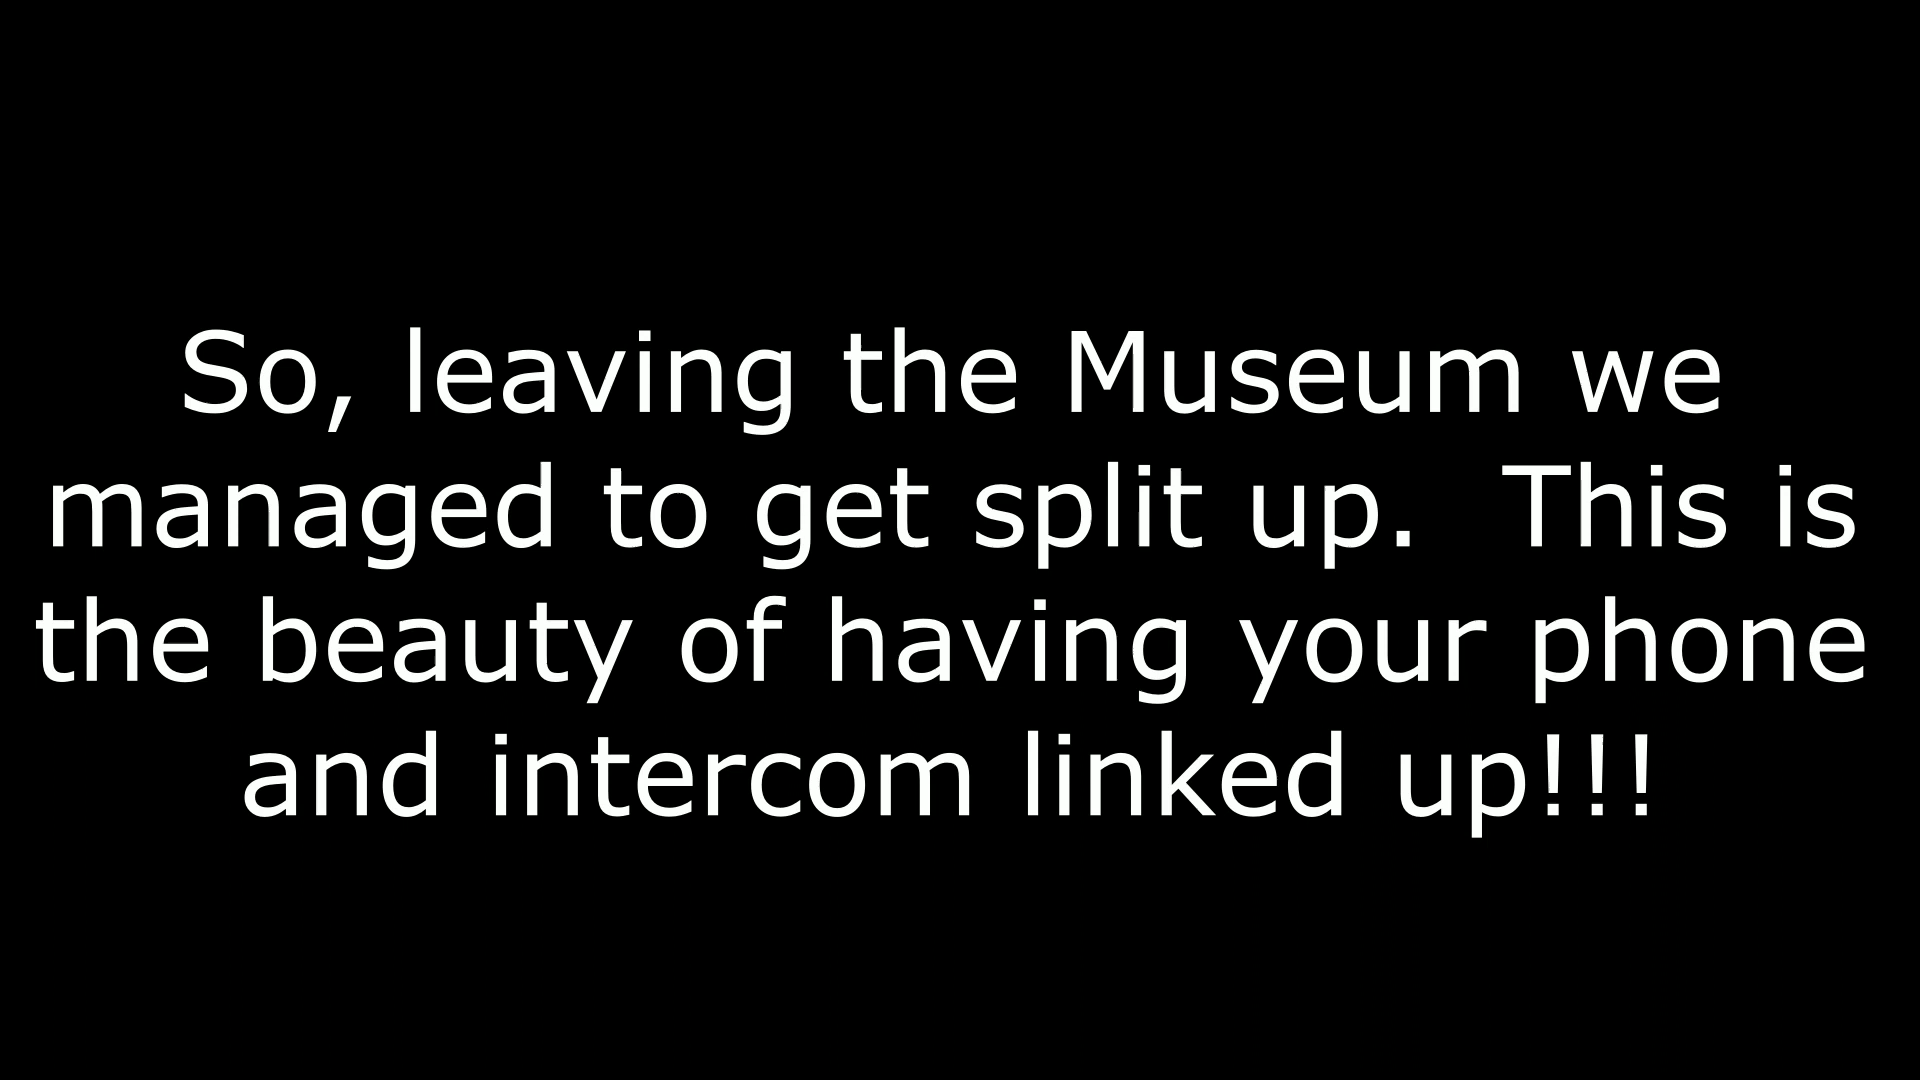 So, leaving the Museum we
managed to get split up.  This is
the beauty of having your phone
and intercom linked up!!!